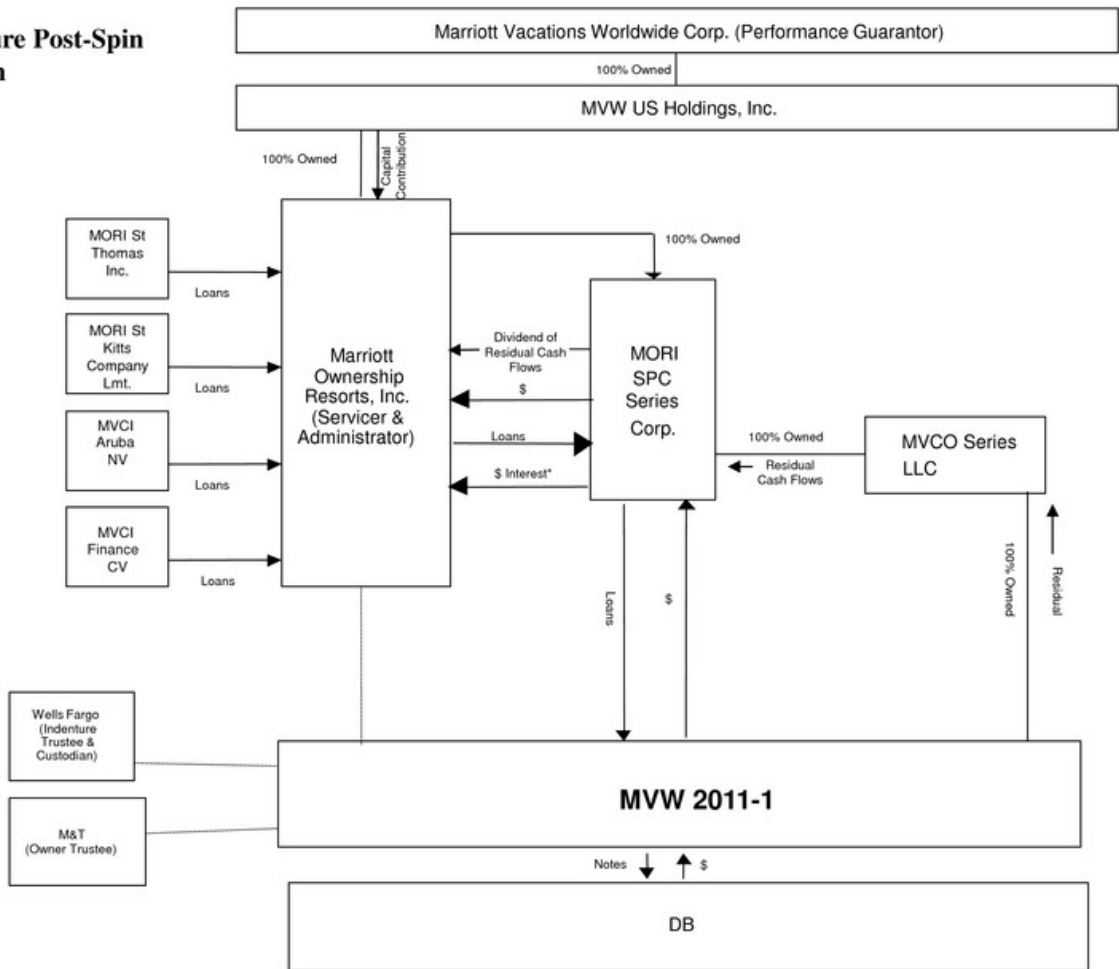 re Post-Spin
Marriott Vacations Worldwide Corp. (Performance Guarantor)
100% Owned
MVW US Holdings, Inc.
100% Owned
Capital
Contribution
MORI St
Thomas
Inc.
Loans
100% Owned
MORI St
Kitts
Company
Lmt.
Loans
MVCI
Aruba
NV
Loans
MVCI
Finance
CV
Loans
Marriott
Ownership
Resorts, Inc.
(Servicer &
Administrator)
Dividend of
Residual Cash
Flows
$
Loans
$ Interest*
MORI
SPC
Series
Corp.
100% Owned
Residual
Cash Flows
MVCO Series
LLC
Loans
$
100% Owned
Residual
Wells Fargo
(Indenture
Trustee &
Custodian)
M&T
(Owner Trustee)
MVW 2011-1
Notes
$
DB